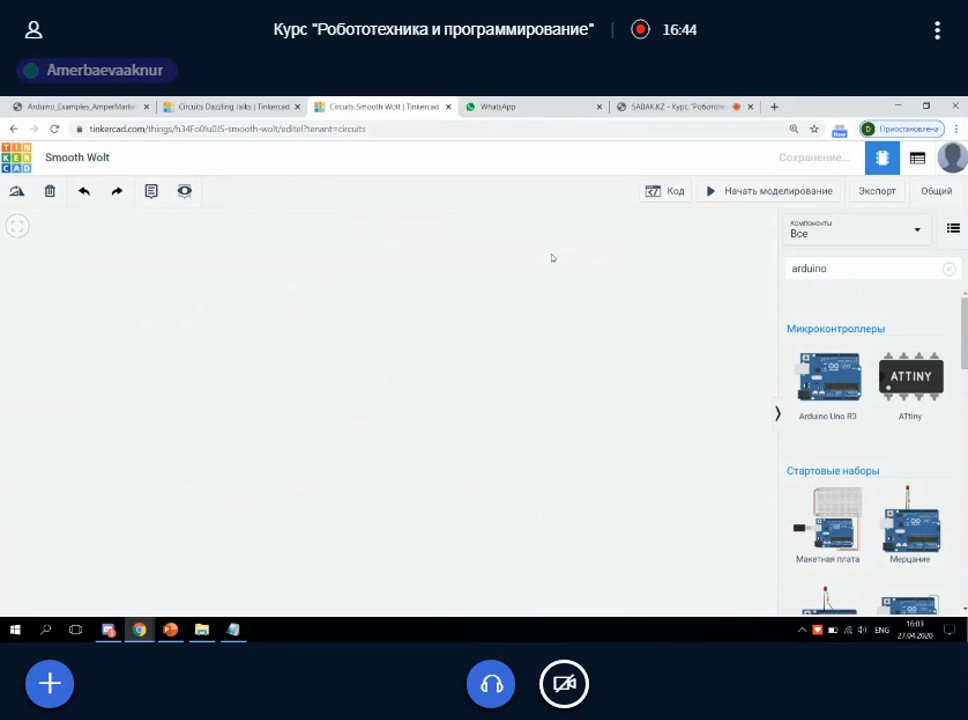 Курс "Робототехника и программирование"
16:44
Amerbaevaaknur
Arduino_Examples_AmperMarke
Circuits Dazzling Jaiks | Tinkercad
Circuits Smooth Wolt | Tinkercad
WhatsApp
SABAK.KZ - Курс "Робототехн
tinkercad.com/things/h34Fo0lu0JS-smooth-wolt/editel?tenant=circuits
New
Приостановлена
TIN
KER
CAD
Smooth Wolt
Сохранение...
Код
Начать моделирование
Экспорт
Общий
Компоненты
Все
arduino
Микроконтроллеры
ATTINY
Arduino Uno R3
ATtiny
Стартовые наборы
Макетная плата
Мерцание
ENG
16:03
27.04.2020